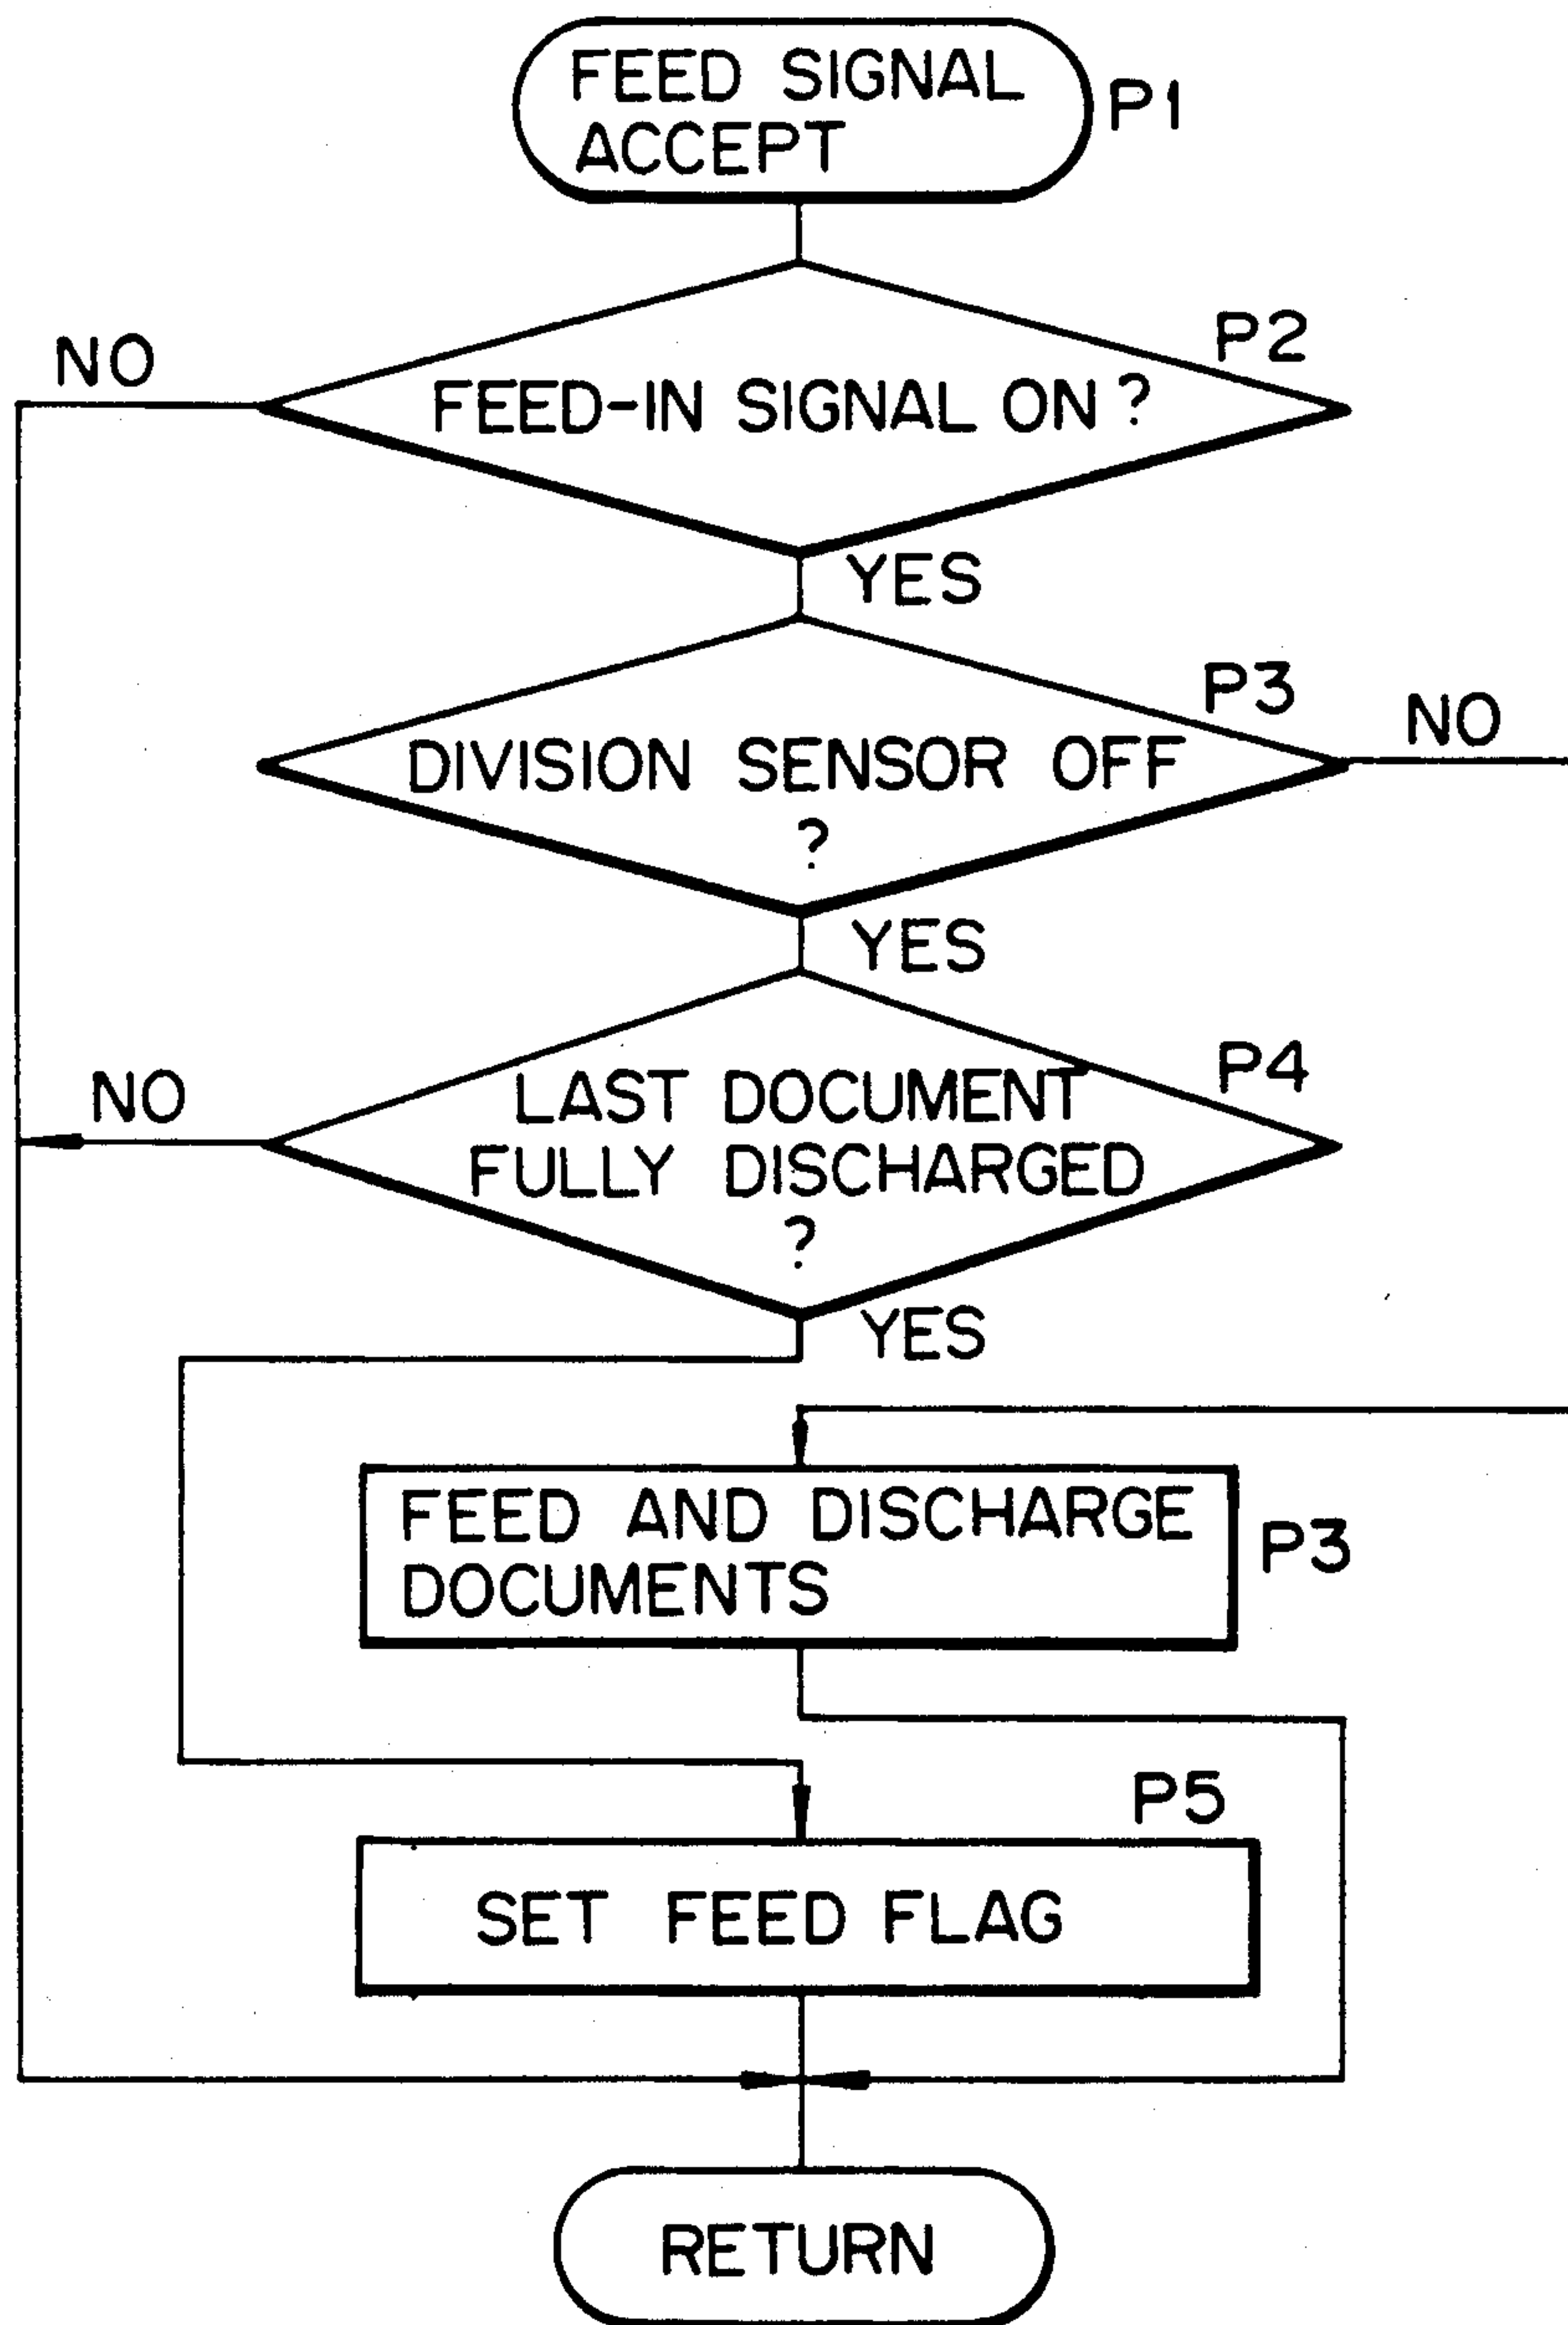 FEED SIGNAL
ACCEPT
P1
P2
NO
FEED-IN SIGNAL ON ?
YES
P3
NO
DIVISION SENSOR OFF
?
YES
P4
NO
LAST DOCUMENT
FULLY DISCHARGED
?
YES
FEED AND DISCHARGE
DOCUMENTS
P3
P5
SET FEED FLAG
RETURN